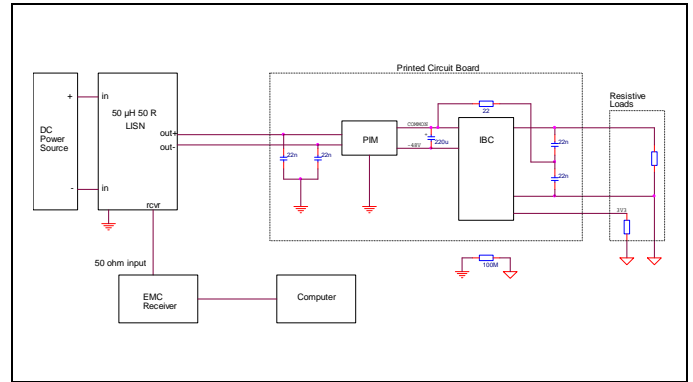 Printed Circuit Board
Resistive
Loads
+
in
50 µH 50 R
LISN
DC
Power
Source
out+
out-
-
in
rcvr
22n
22n
PIM
COMMON
-48V
+
220u
22
IBC
22n
22n
3V3
100M
50 ohm input
EMC
Receiver
Computer